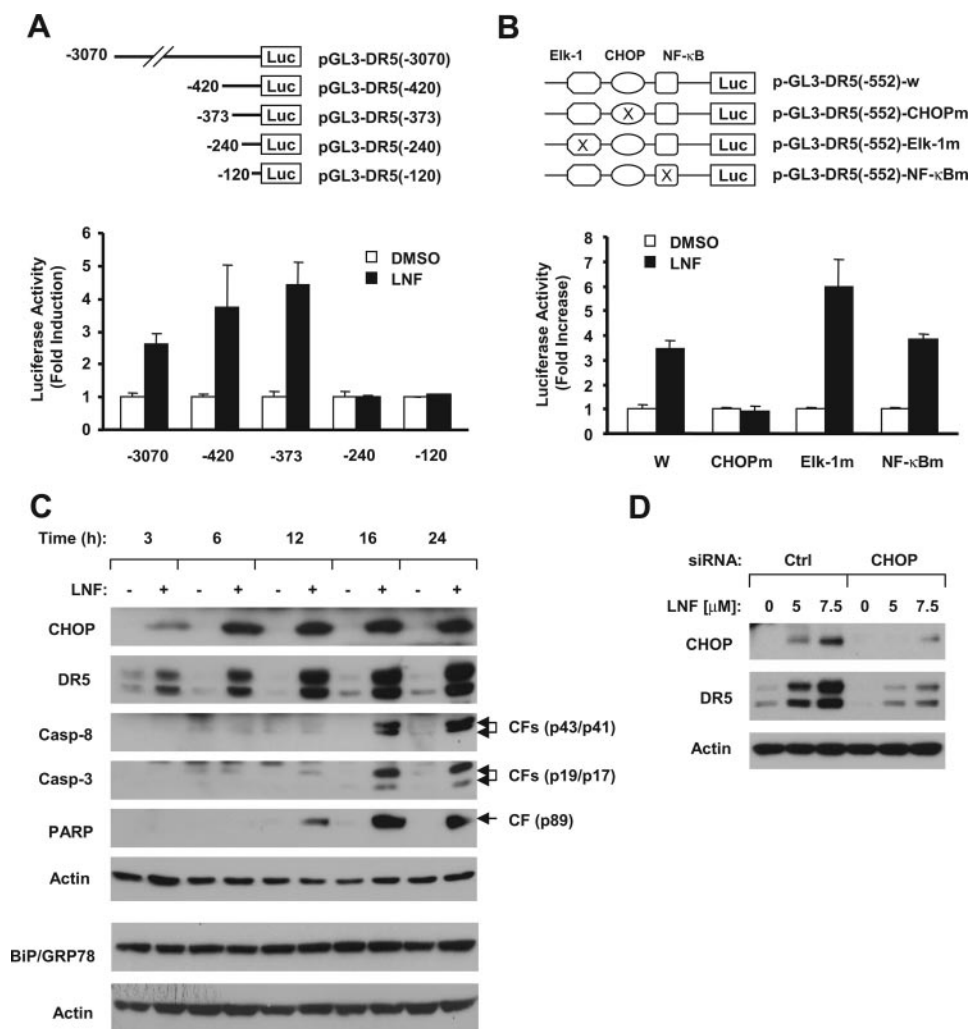 A
-3070 Luc pGL3-DR5(-3070)
-420 Luc pGL3-DR5(-420)
-373 Luc pGL3-DR5(-373)
-240 Luc pGL3-DR5(-240)
-120 Luc pGL3-DR5(-120)
Luciferase Activity
(Fold Induction)
6
5
4
3
2
1
0
DMSO
LNF
-3070 -420 -373 -240 -120
B
Elk-1 CHOP NF-κB
Luc p-GL3-DR5(-552)-w
X Luc p-GL3-DR5(-552)-CHOPm
X Luc p-GL3-DR5(-552)-Elk-1m
X Luc p-GL3-DR5(-552)-NF-κBm
Luciferase Activity
(Fold Increase)
8
7
6
5
4
3
2
1
0
DMSO
LNF
W CHOPm Elk-1m NF-κBm
C
Time (h): 3 6 12 16 24
LNF: - + - + - + - + - +
CHOP
DR5
Casp-8 CFs (p43/p41)
Casp-3 CFs (p19/p17)
PARP CF (p89)
Actin
BiP/GRP78
Actin
D
siRNA: Ctrl CHOP
LNF [µM]: 0 5 7.5 0 5 7.5
CHOP
DR5
Actin